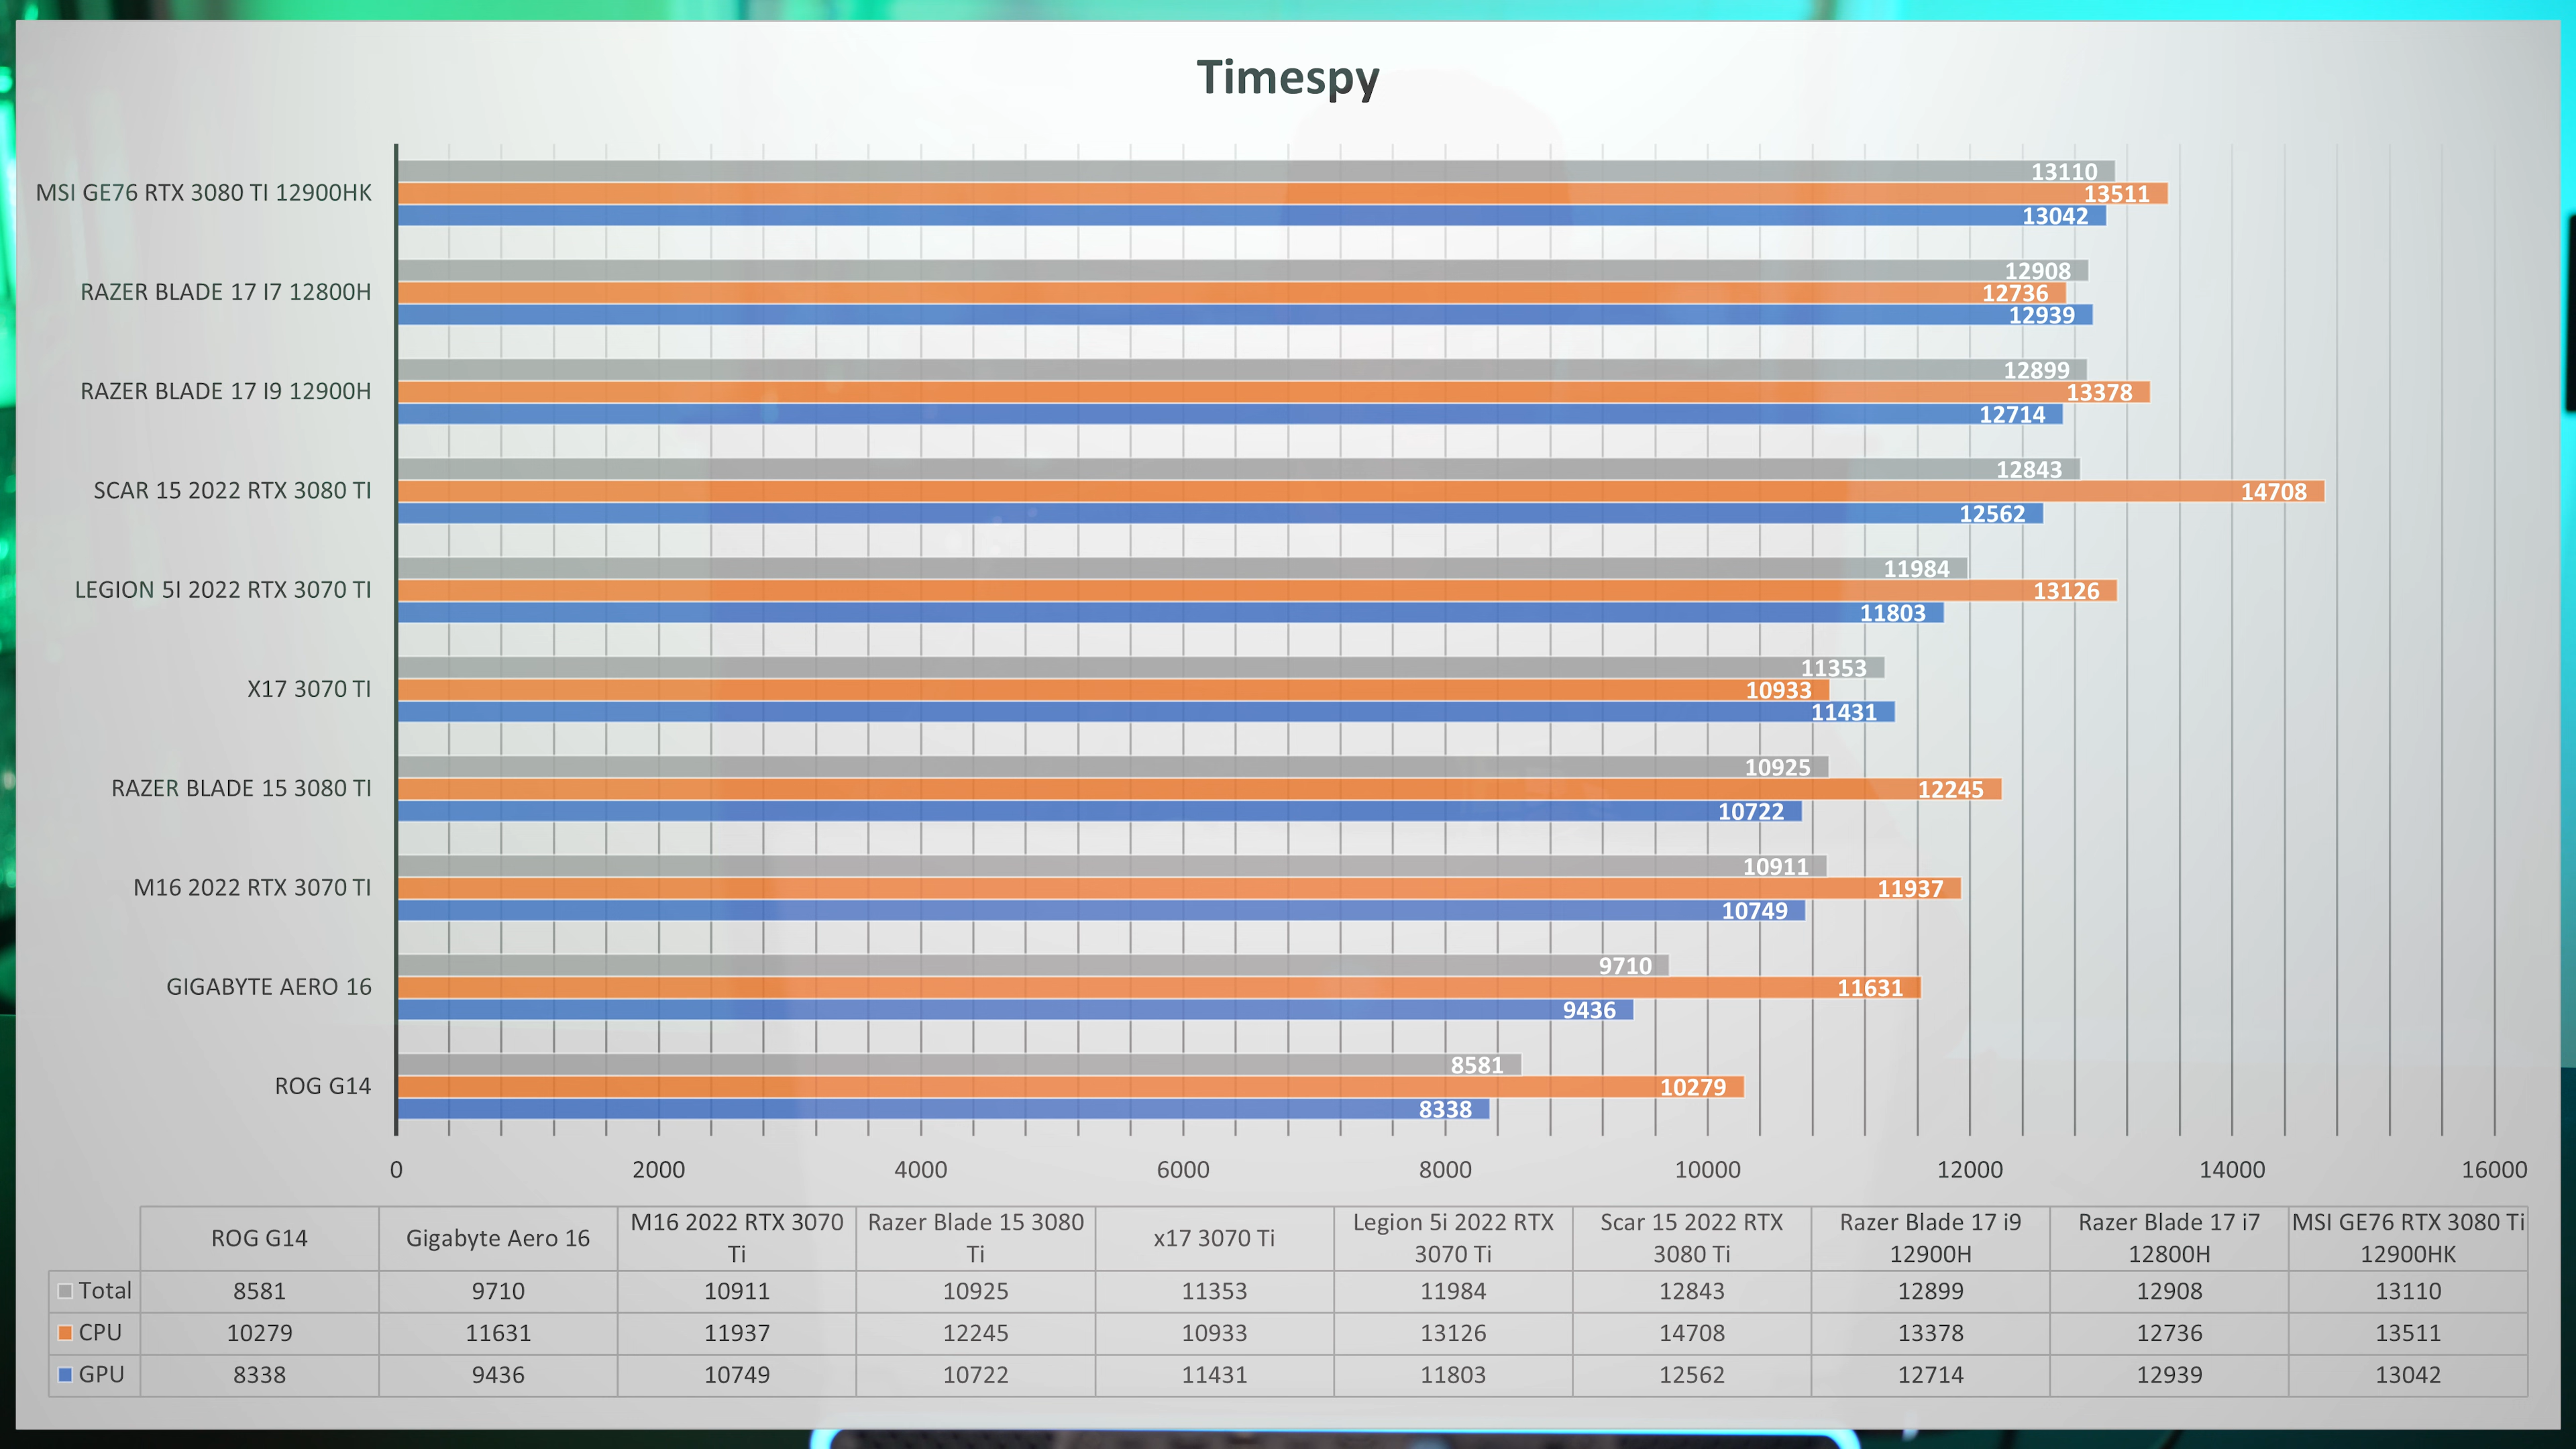 Timespy
MSI GE76 RTX 3080 TI 12900HK
13110
13511
13042
RAZER BLADE 17 I7 12800H
12908
12736
12939
RAZER BLADE 17 I9 12900H
12899
13378
12714
SCAR 15 2022 RTX 3080 TI
12843
14708
12562
LEGION 5I 2022 RTX 3070 TI
11984
13126
11803
X17 3070 TI
11353
10933
11431
RAZER BLADE 15 3080 TI
10925
12245
10722
M16 2022 RTX 3070 TI
10911
11937
10749
GIGABYTE AERO 16
9710
11631
9436
ROG G14
8581
10279
8338
0 2000 4000 6000 8000 10000 12000 14000 16000
ROG G14
Gigabyte Aero 16
M16 2022 RTX 3070
Ti
Razer Blade 15 3080
Ti
x17 3070 Ti
Legion 5i 2022 RTX
3070 Ti
Scar 15 2022 RTX
3080 Ti
Razer Blade 17 i9
12900H
Razer Blade 17 i7
12800H
MSI GE76 RTX 3080 Ti
12900HK
Total 8581 9710 10911 10925 11353 11984 12843 12899 12908 13110
CPU 10279 11631 11937 12245 10933 13126 14708 13378 12736 13511
GPU 8338 9436 10749 10722 11431 11803 12562 12714 12939 13042